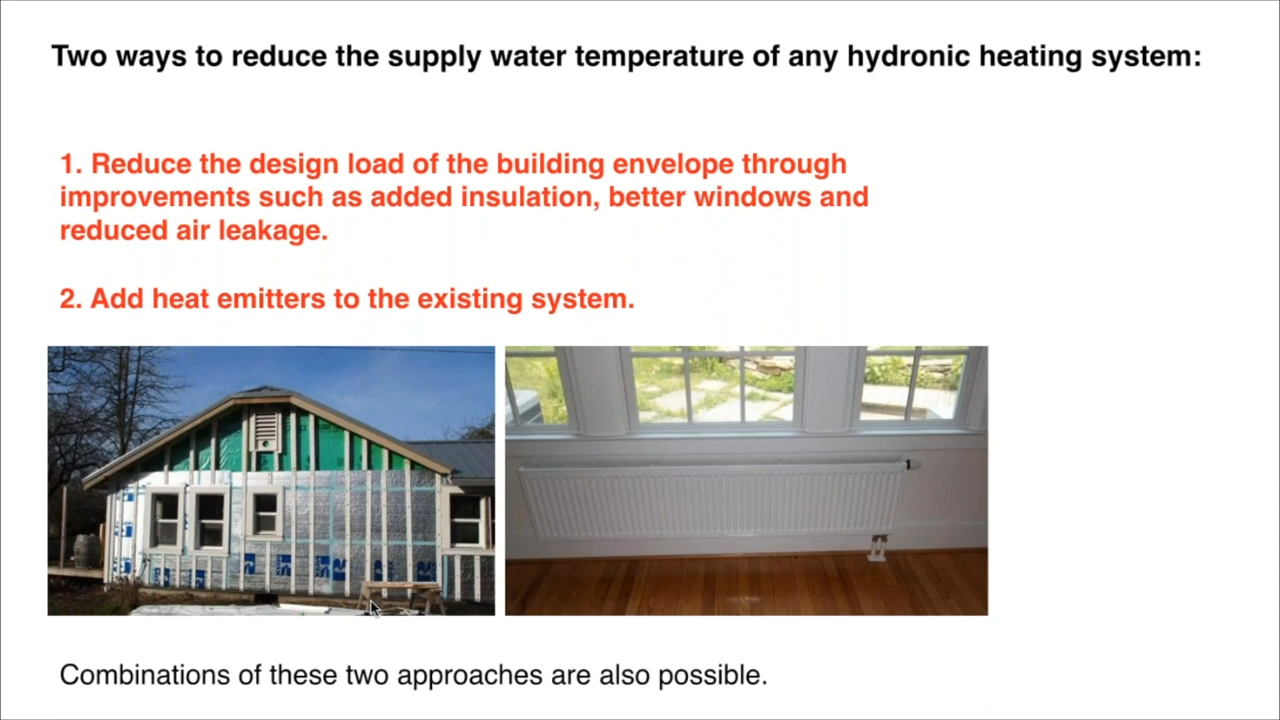 Two ways to reduce the supply water temperature of any hydronic heating system:
1. Reduce the design load of the building envelope through
improvements such as added insulation, better windows and
reduced air leakage.
2. Add heat emitters to the existing system.
Combinations of these two approaches are also possible.